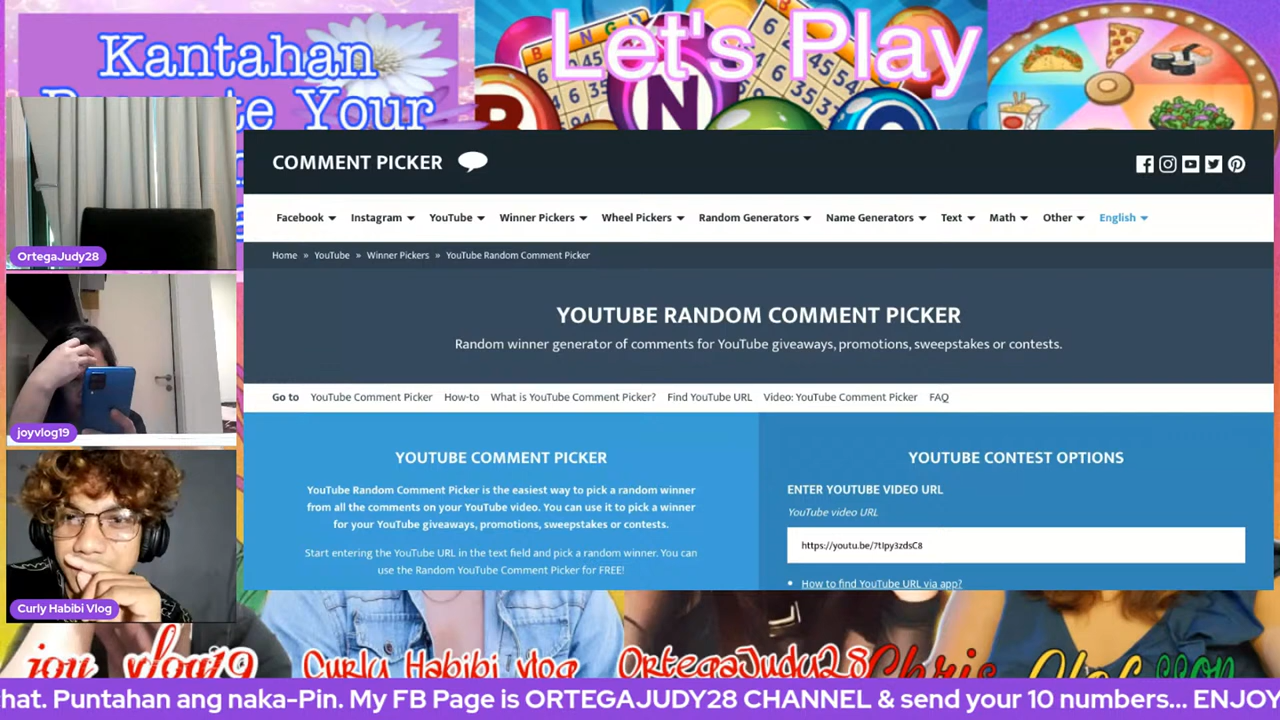 Kantahan
Promote Your
Let's Play
B I N G
N
OrtegaJudy28
joyvlog19
Curly Habibi Vlog
COMMENT PICKER
Facebook Instagram YouTube Winner Pickers Wheel Pickers Random Generators Name Generators Text Math Other English
Home » YouTube » Winner Pickers » YouTube Random Comment Picker
YOUTUBE RANDOM COMMENT PICKER
Random winner generator of comments for YouTube giveaways, promotions, sweepstakes or contests.
Go to YouTube Comment Picker How-to What is YouTube Comment Picker? Find YouTube URL Video: YouTube Comment Picker FAQ
YOUTUBE COMMENT PICKER
YouTube Random Comment Picker is the easiest way to pick a random winner
from all the comments on your YouTube video. You can use it to pick a winner
for your YouTube giveaways, promotions, sweepstakes or contests.
Start entering the YouTube URL in the text field and pick a random winner. You can
use the Random YouTube Comment Picker for FREE!
YOUTUBE CONTEST OPTIONS
ENTER YOUTUBE VIDEO URL
YouTube video URL
https://youtu.be/7tIpy3zdsC8
How to find YouTube URL via app?
joy vlog19 Curly Habibi vlog OrtegaJudy28 Chris
hat. Puntahan ang naka-Pin. My FB Page is ORTEGAJUDY28 CHANNEL & send your 10 numbers... ENJOY